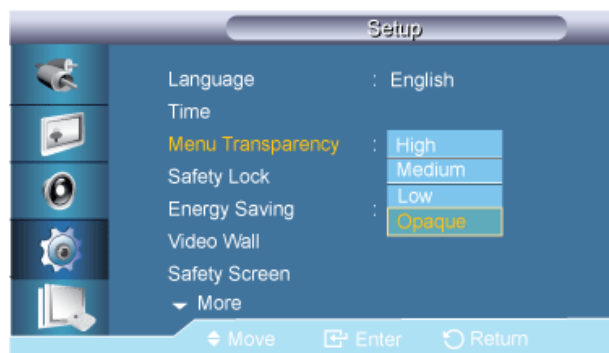 Setup
Language : English
Time
Menu Transparency : High
Medium
Safety Lock
Low
Energy Saving : Opaque
Video Wall
Safety Screen
More
Move Enter Return